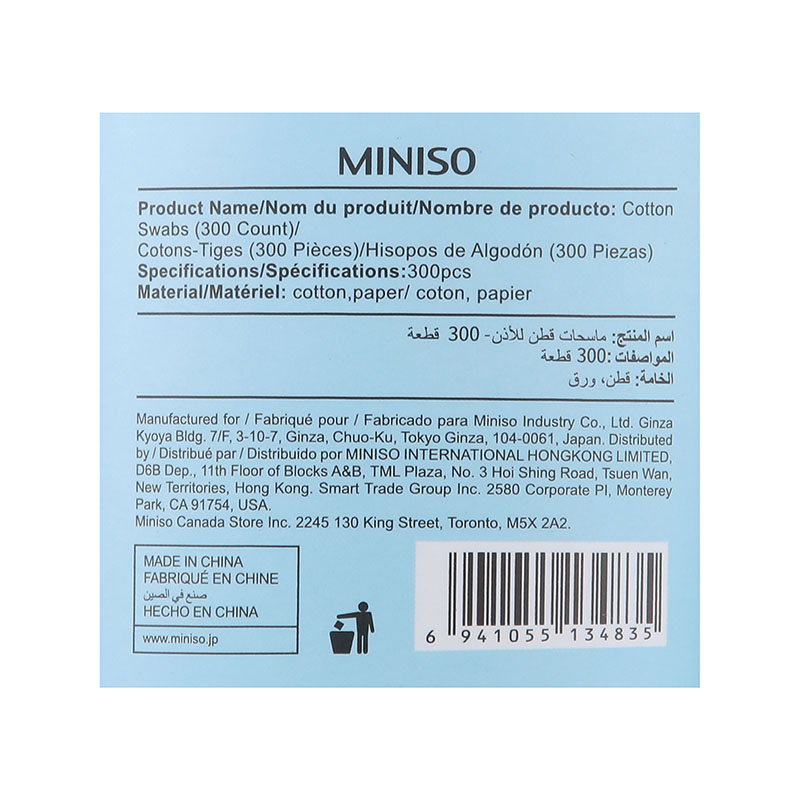 MINISO
Product Name/Nom du produit/Nombre de producto: Cotton
Swabs (300 Count)/
Cotons-Tiges (300 Pièces)/Hisopos de Algodón (300 Piezas)
Specifications/Spécifications:300pcs
Material/Matériel: cotton,paper/ coton, papier
اسم المنتج: ماسحات قطن للأذن- 300 قطعة
المواصفات: 300 قطعة
الخامة: قطن، ورق
Manufactured for / Fabriqué pour / Fabricado para Miniso Industry Co., Ltd. Ginza
Kyoya Bldg. 7/F, 3-10-7, Ginza, Chuo-Ku, Tokyo Ginza, 104-0061, Japan. Distributed
by / Distribué par / Distribuido por MINISO INTERNATIONAL HONGKONG LIMITED,
D6B Dep., 11th Floor of Blocks A&B, TML Plaza, No. 3 Hoi Shing Road, Tsuen Wan,
New Territories, Hong Kong. Smart Trade Group Inc. 2580 Corporate Pl, Monterey
Park, CA 91754, USA.
Miniso Canada Store Inc. 2245 130 King Street, Toronto, M5X 2A2.
MADE IN CHINA
FABRIQUÉ EN CHINE
صنع في الصين
HECHO EN CHINA
www.miniso.jp
6 941055 134835